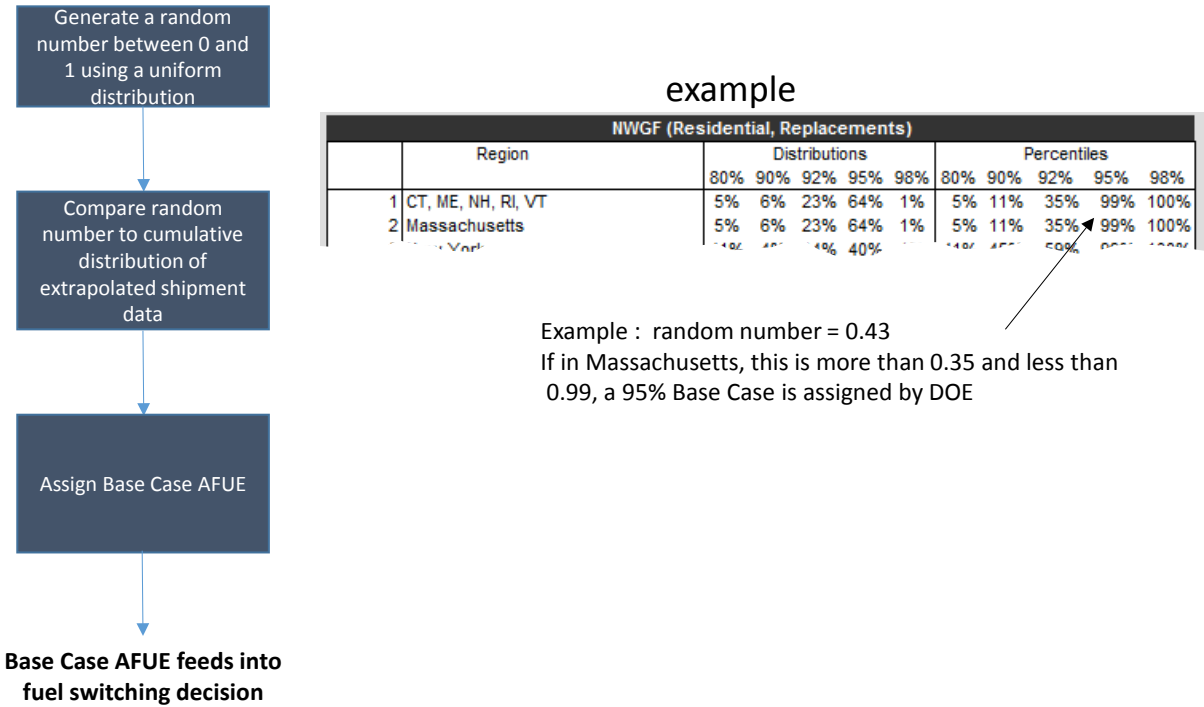 Generate a random
number between 0 and
1 using a uniform
distribution
Compare random
number to cumulative
distribution of
extrapolated shipment
data
Assign Base Case AFUE
Base Case AFUE feeds into
fuel switching decision
example
NWGF (Residential, Replacements)
Region Distributions Percentiles
80% 90% 92% 95% 98% 80% 90% 92% 95% 98%
1 CT, ME, NH, RI, VT 5% 6% 23% 64% 1% 5% 11% 35% 99% 100%
2 Massachusetts 5% 6% 23% 64% 1% 5% 11% 35% 99% 100%
York 40% 59%
Example : random number = 0.43
If in Massachusetts, this is more than 0.35 and less than
0.99, a 95% Base Case is assigned by DOE